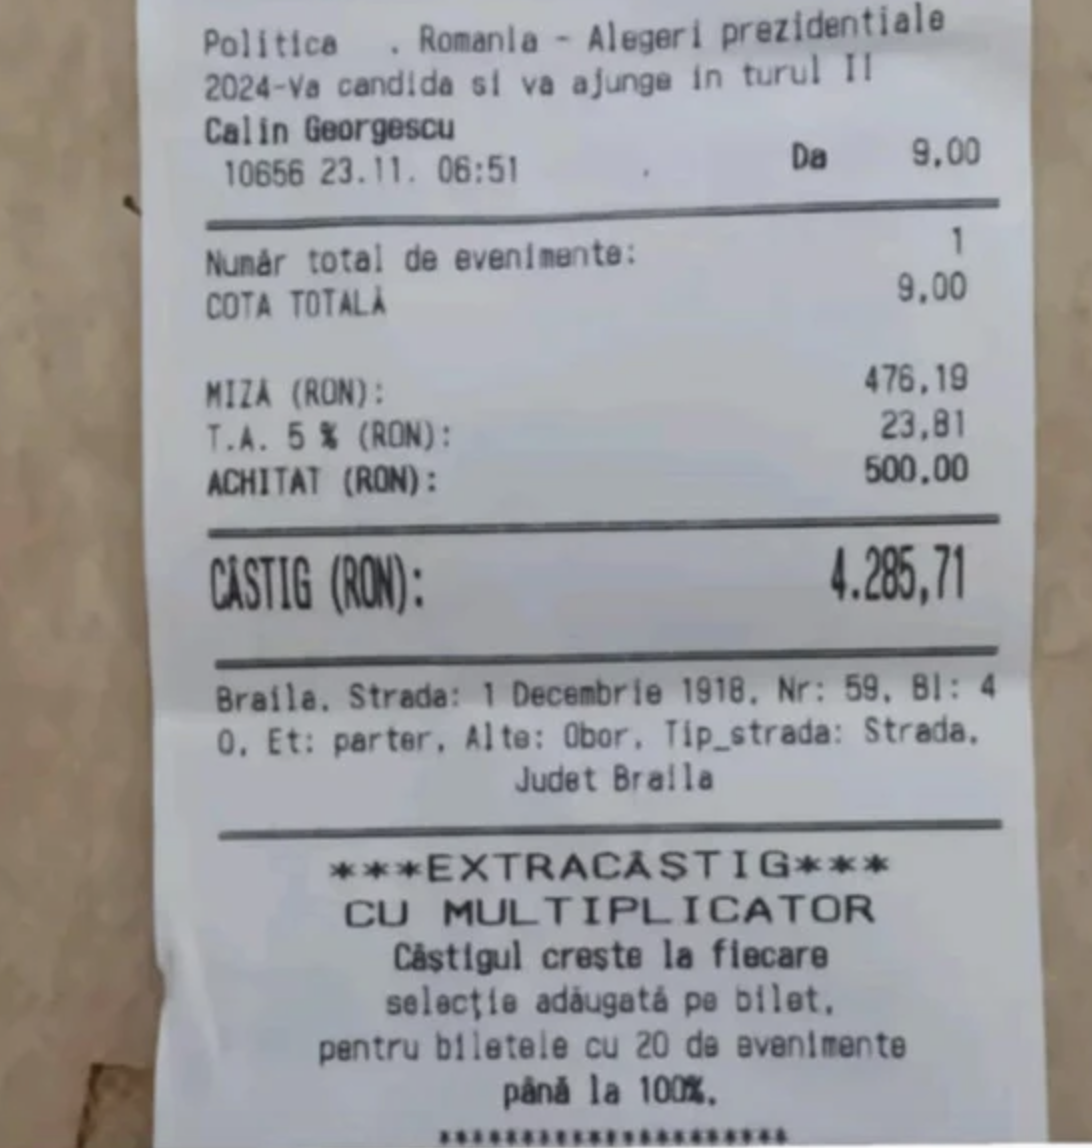 Politica . Romania - Alegeri prezidentiale
2024-Va candida si va ajunge in turul II
Calin Georgescu
10656 23.11. 06:51 . Da 9,00
Număr total de evenimente: 1
COTA TOTALĂ 9,00
MIZĂ (RON): 476,19
T.A. 5 % (RON): 23,81
ACHITAT (RON): 500,00
CÂȘTIG (RON): 4.285,71
Braila, Strada: 1 Decembrie 1918, Nr: 59, Bl: 4
0, Et: parter, Alte: Obor, Tip_strada: Strada,
Judet Braila
***EXTRACÂȘTIG***
CU MULTIPLICATOR
Câștigul crește la fiecare
selecție adăugată pe bilet,
pentru biletele cu 20 de evenimente
până la 100%.
**********************